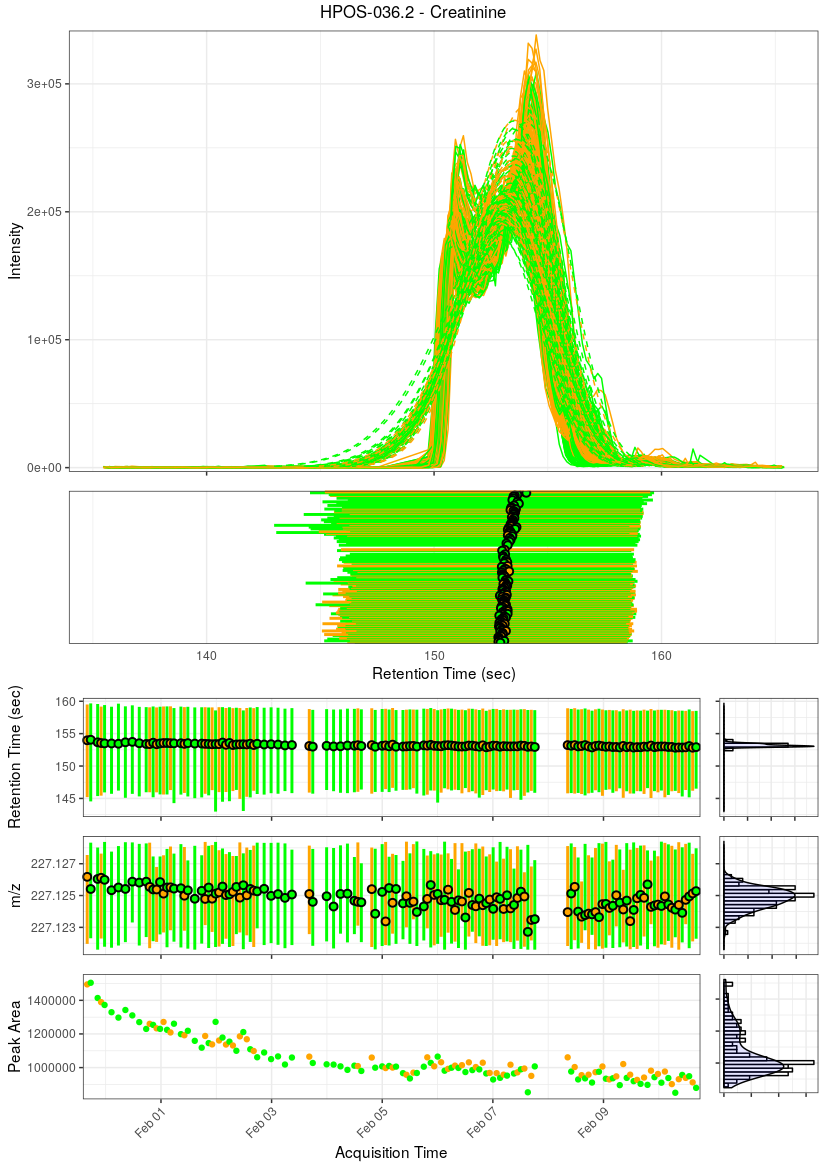 HPOS-036.2 - Creatinine
Intensity
3e+05
2e+05
1e+05
0e+00
140
150
160
Retention Time (sec)
Retention Time (sec)
160
155
150
145
m/z
227.127
227.125
227.123
Peak Area
1400000
1200000
1000000
Feb 01
Feb 03
Feb 05
Feb 07
Feb 09
Acquisition Time